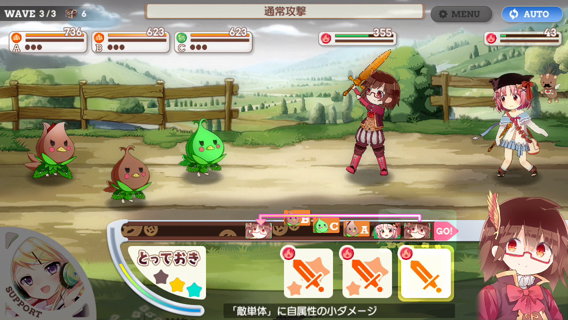 WAVE 3/3 6
通常攻撃
MENU
AUTO
A 736
B 623
C 623
355
43
B C A GO!
とっておき
SUPPORT
「敵単体」に自属性の小ダメージ